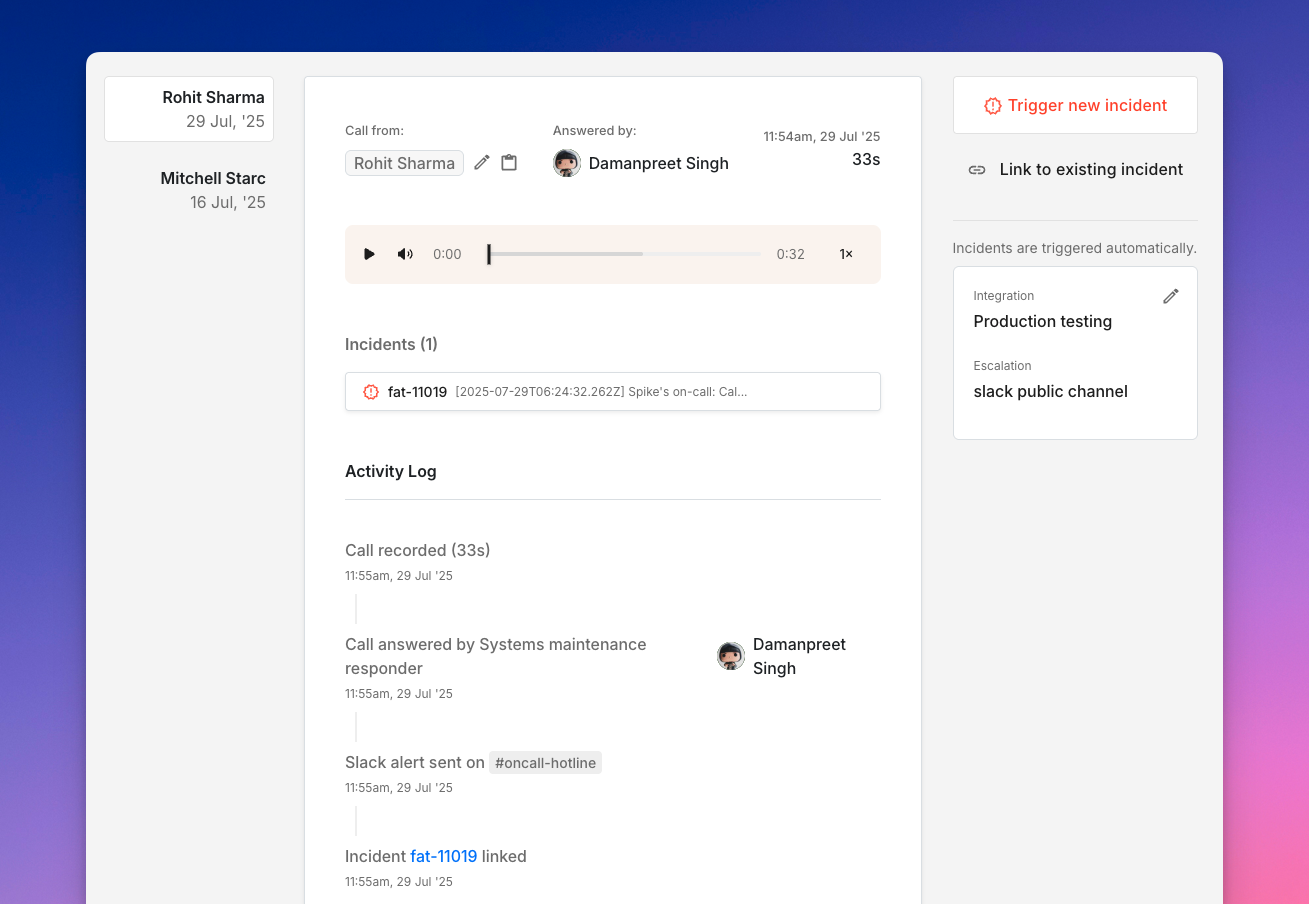 Rohit Sharma
29 Jul, '25
Mitchell Starc
16 Jul, '25
Call from:
Rohit Sharma
Answered by:
Damanpreet Singh
11:54am, 29 Jul '25
33s
0:00
0:32
1×
Incidents (1)
fat-11019 [2025-07-29T06:24:32.262Z] Spike's on-call: Cal...
Activity Log
Call recorded (33s)
11:55am, 29 Jul '25
Call answered by Systems maintenance
responder
Damanpreet
Singh
11:55am, 29 Jul '25
Slack alert sent on #oncall-hotline
11:55am, 29 Jul '25
Incident fat-11019 linked
11:55am, 29 Jul '25
Trigger new incident
Link to existing incident
Incidents are triggered automatically.
Integration
Production testing
Escalation
slack public channel